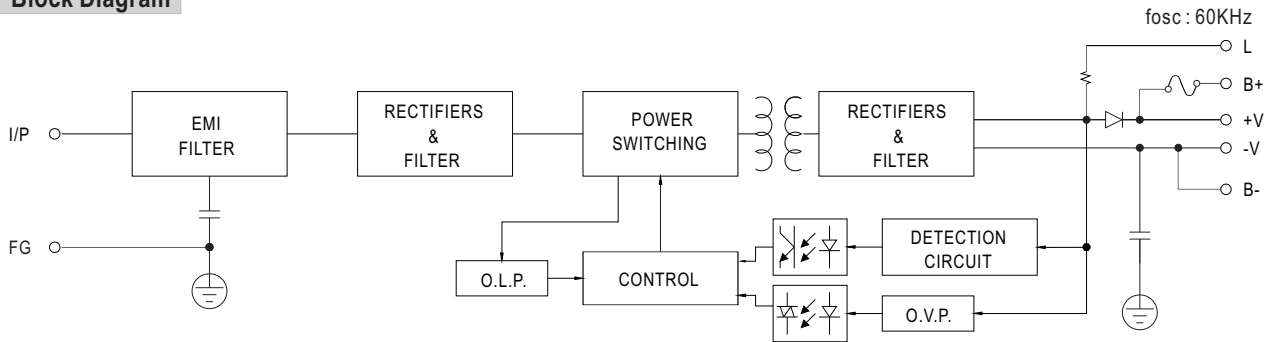 Block Diagram
fosc : 60KHz
L
B+
+V
-V
B-
I/P
EMI
FILTER
RECTIFIERS
&
FILTER
POWER
SWITCHING
RECTIFIERS
&
FILTER
FG
O.L.P.
CONTROL
DETECTION
CIRCUIT
O.V.P.